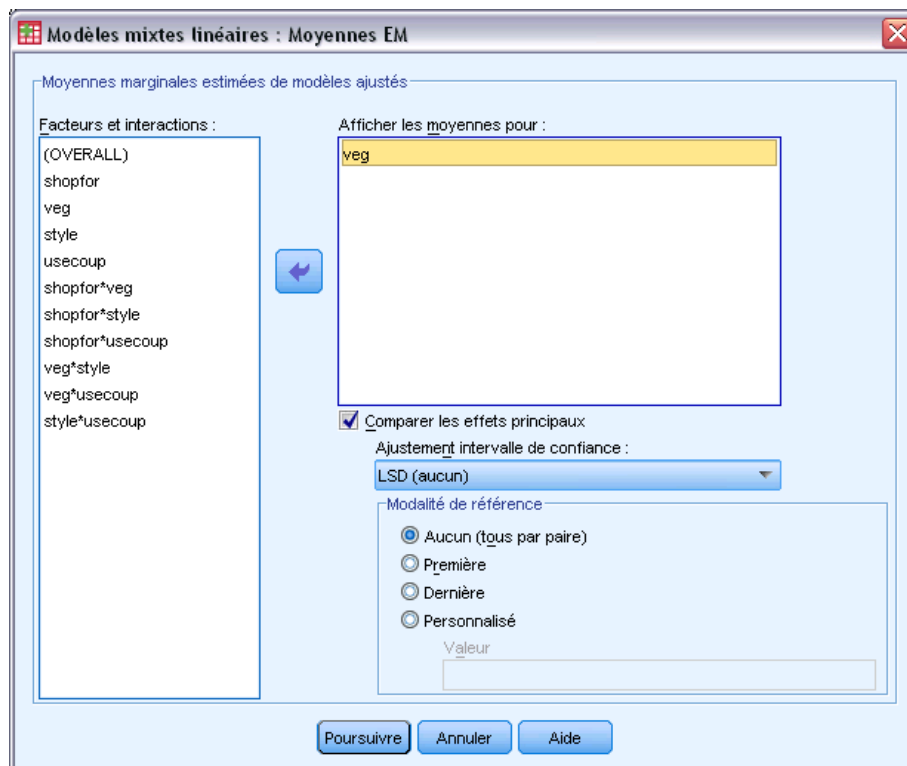 Modèles mixtes linéaires : Moyennes EM
Moyennes marginales estimées de modèles ajustés
Facteurs et interactions :
(OVERALL)
shopfor
veg
style
usecoup
shopfor*veg
shopfor*style
shopfor*usecoup
veg*style
veg*usecoup
style*usecoup
Afficher les moyennes pour :
veg
Comparer les effets principaux
Ajustement intervalle de confiance :
LSD (aucun)
Modalité de référence
Aucun (tous par paire)
Première
Dernière
Personnalisé
Valeur
Poursuivre
Annuler
Aide